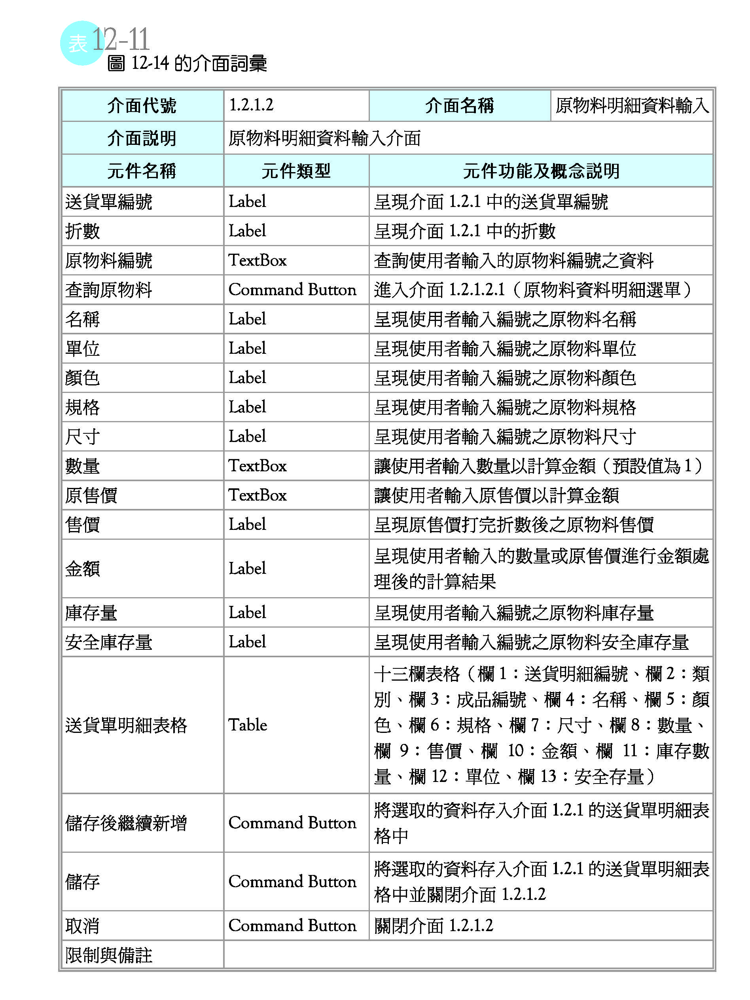 表 12-11
圖 12-14 的介面詞彙
介面代號 1.2.1.2 介面名稱 原物料明細資料輸入
介面說明 原物料明細資料輸入介面
元件名稱 元件類型 元件功能及概念說明
送貨單編號 Label 呈現介面 1.2.1 中的送貨單編號
折數 Label 呈現介面 1.2.1 中的折數
原物料編號 TextBox 查詢使用者輸入的原物料編號之資料
查詢原物料 Command Button 進入介面 1.2.1.2.1（原物料資料明細選單）
名稱 Label 呈現使用者輸入編號之原物料名稱
單位 Label 呈現使用者輸入編號之原物料單位
顏色 Label 呈現使用者輸入編號之原物料顏色
規格 Label 呈現使用者輸入編號之原物料規格
尺寸 Label 呈現使用者輸入編號之原物料尺寸
數量 TextBox 讓使用者輸入數量以計算金額（預設值為 1）
原售價 TextBox 讓使用者輸入原售價以計算金額
售價 Label 呈現原售價打完折數後之原物料售價
金額 Label 呈現使用者輸入的數量或原售價進行金額處
理後的計算結果
庫存量 Label 呈現使用者輸入編號之原物料庫存量
安全庫存量 Label 呈現使用者輸入編號之原物料安全庫存量
送貨單明細表格 Table 十三欄表格（欄 1：送貨明細編號、欄 2：類
別、欄 3：成品編號、欄 4：名稱、欄 5：顏
色、欄 6：規格、欄 7：尺寸、欄 8：數量、
欄 9：售價、欄 10：金額、欄 11：庫存數
量、欄 12：單位、欄 13：安全存量）
儲存後繼續新增 Command Button 將選取的資料存入介面 1.2.1 的送貨單明細表
格中
儲存 Command Button 將選取的資料存入介面 1.2.1 的送貨單明細表
格中並關閉介面 1.2.1.2
取消 Command Button 關閉介面 1.2.1.2
限制與備註